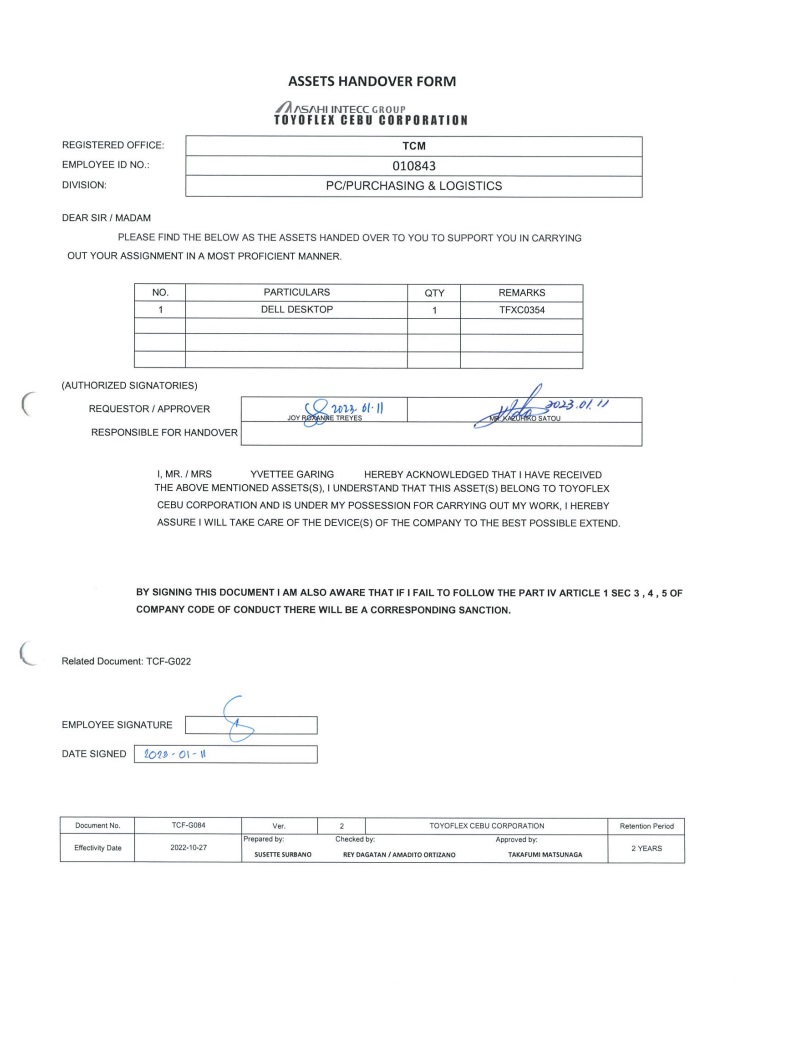 ASSETS HANDOVER FORM
ASAHI INTECC GROUP
TOYOFLEX CEBU CORPORATION
REGISTERED OFFICE: TCM
EMPLOYEE ID NO.: 010843
DIVISION: PC/PURCHASING & LOGISTICS
DEAR SIR / MADAM
PLEASE FIND THE BELOW AS THE ASSETS HANDED OVER TO YOU TO SUPPORT YOU IN CARRYING
OUT YOUR ASSIGNMENT IN A MOST PROFICIENT MANNER.
NO. PARTICULARS QTY REMARKS
1 DELL DESKTOP 1 TFXC0354
(AUTHORIZED SIGNATORIES)
REQUESTOR / APPROVER 2023.01.11 2023.01.11
JOY ROXANNE TREYES MR. KAZUHIKO SATOU
RESPONSIBLE FOR HANDOVER
I, MR. / MRS YVETTEE GARING HEREBY ACKNOWLEDGED THAT I HAVE RECEIVED
THE ABOVE MENTIONED ASSETS(S), I UNDERSTAND THAT THIS ASSET(S) BELONG TO TOYOFLEX
CEBU CORPORATION AND IS UNDER MY POSSESSION FOR CARRYING OUT MY WORK, I HEREBY
ASSURE I WILL TAKE CARE OF THE DEVICE(S) OF THE COMPANY TO THE BEST POSSIBLE EXTEND.
BY SIGNING THIS DOCUMENT I AM ALSO AWARE THAT IF I FAIL TO FOLLOW THE PART IV ARTICLE 1 SEC 3 , 4 , 5 OF
COMPANY CODE OF CONDUCT THERE WILL BE A CORRESPONDING SANCTION.
Related Document: TCF-G022
EMPLOYEE SIGNATURE
DATE SIGNED 2023-01-11
Document No. TCF-G084 Ver. 2 TOYOFLEX CEBU CORPORATION Retention Period
Effectivity Date 2022-10-27 Prepared by: Checked by: Approved by: 2 YEARS
SUSETTE SURBANO REY DAGATAN / AMADITO ORTIZANO TAKAFUMI MATSUNAGA